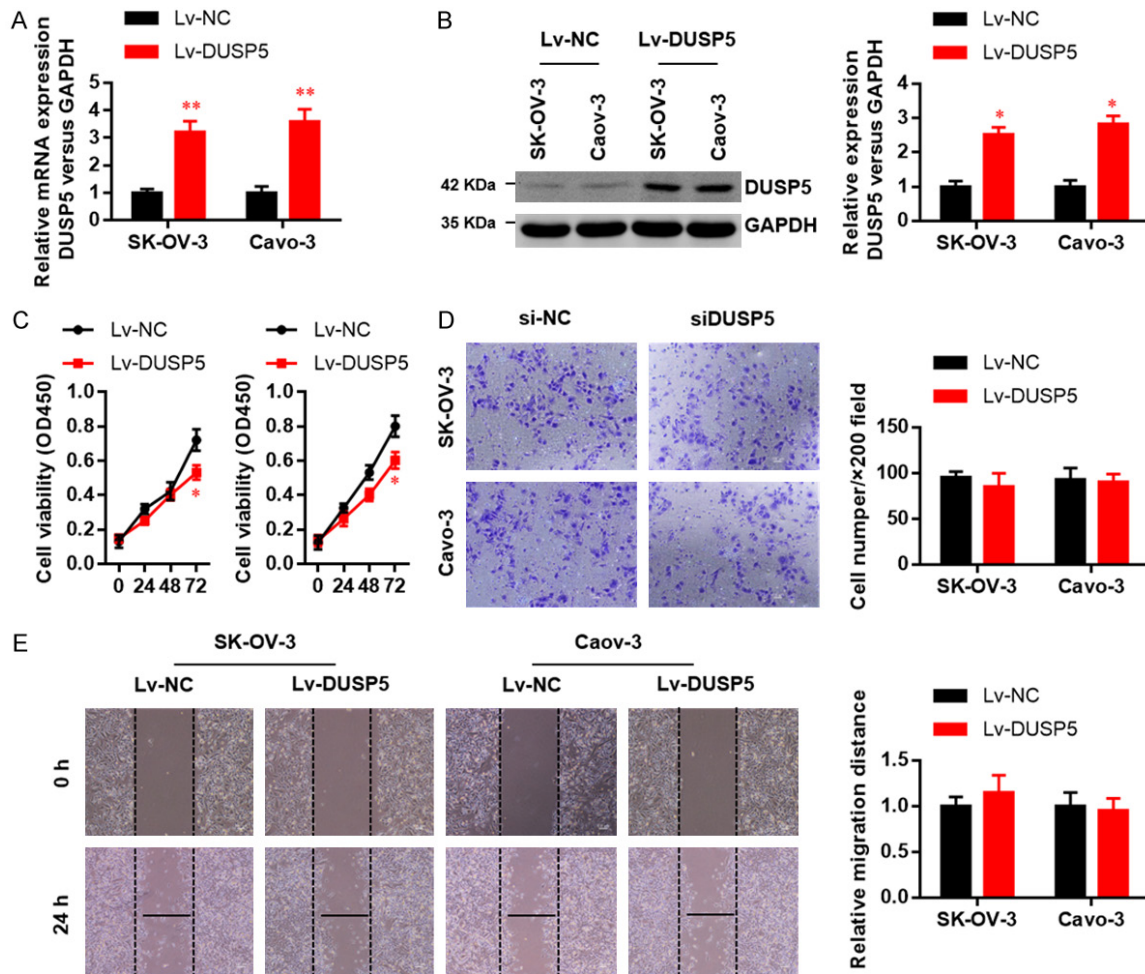 A
Lv-NC
Lv-DUSP5
Relative mRNA expression
DUSP5 versus GAPDH
5
4
3
2
1
0
SK-OV-3
Cavo-3
**
**
B
Lv-NC
Lv-DUSP5
SK-OV-3
Caov-3
SK-OV-3
Caov-3
42 KDa
DUSP5
35 KDa
GAPDH
Lv-NC
Lv-DUSP5
Relative expression
DUSP5 versus GAPDH
4
3
2
1
0
SK-OV-3
Cavo-3
*
*
C
Lv-NC
Lv-DUSP5
Cell viability (OD450)
1.0
0.8
0.6
0.4
0.2
0.0
0 24 48 72
*
Lv-NC
Lv-DUSP5
Cell viability (OD450)
1.0
0.8
0.6
0.4
0.2
0.0
0 24 48 72
*
D
si-NC
siDUSP5
SK-OV-3
Cavo-3
Lv-NC
Lv-DUSP5
Cell numper/×200 field
150
100
50
0
SK-OV-3
Cavo-3
E
SK-OV-3
Caov-3
Lv-NC
Lv-DUSP5
Lv-NC
Lv-DUSP5
0 h
24 h
Lv-NC
Lv-DUSP5
Relative migration distance
1.5
1.0
0.5
0.0
SK-OV-3
Cavo-3